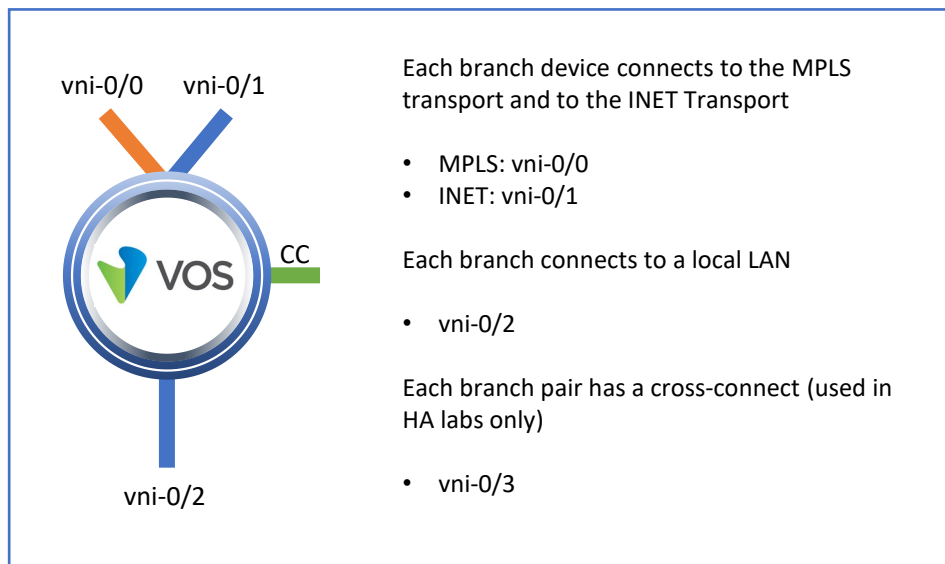 vni-0/0
vni-0/1
CC
VOS
vni-0/2
Each branch device connects to the MPLS
transport and to the INET Transport
• MPLS: vni-0/0
• INET: vni-0/1
Each branch connects to a local LAN
• vni-0/2
Each branch pair has a cross-connect (used in
HA labs only)
• vni-0/3